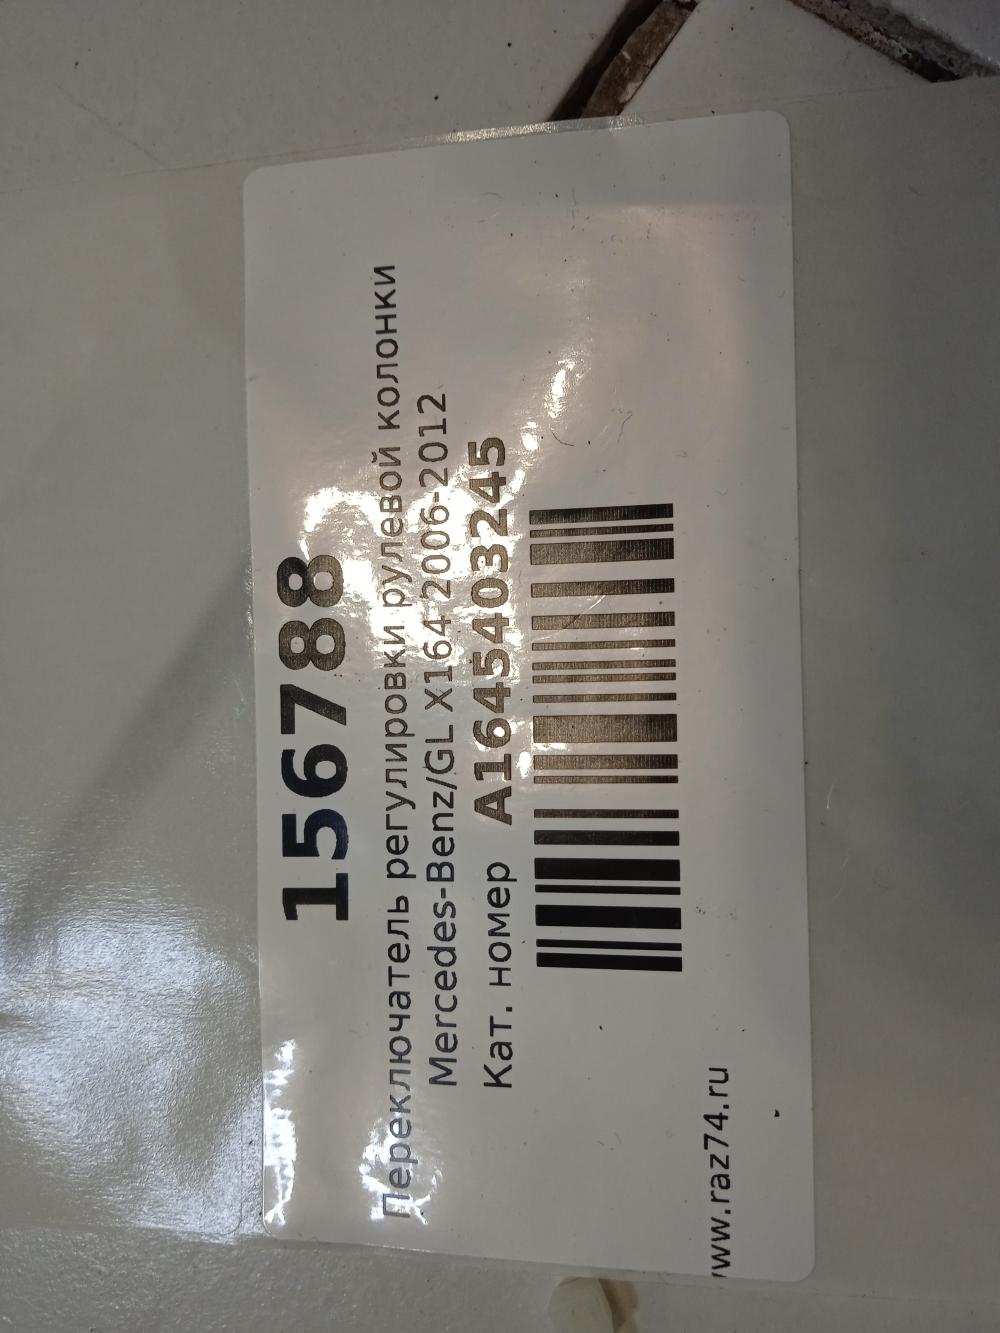 156788
Переключатель регулировки рулевой колонки
Mercedes-Benz/GL X164 2006-2012
Кат. номер A1645403245
www.raz74.ru